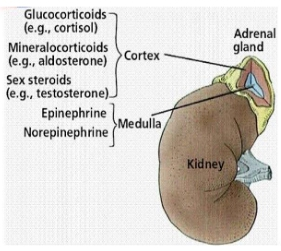 Glucocorticoids
(e.g., cortisol)
Mineralocorticoids
(e.g., aldosterone)
Sex steroids
(e.g., testosterone)
Cortex
Epinephrine
Norepinephrine
Medulla
Adrenal
gland
Kidney